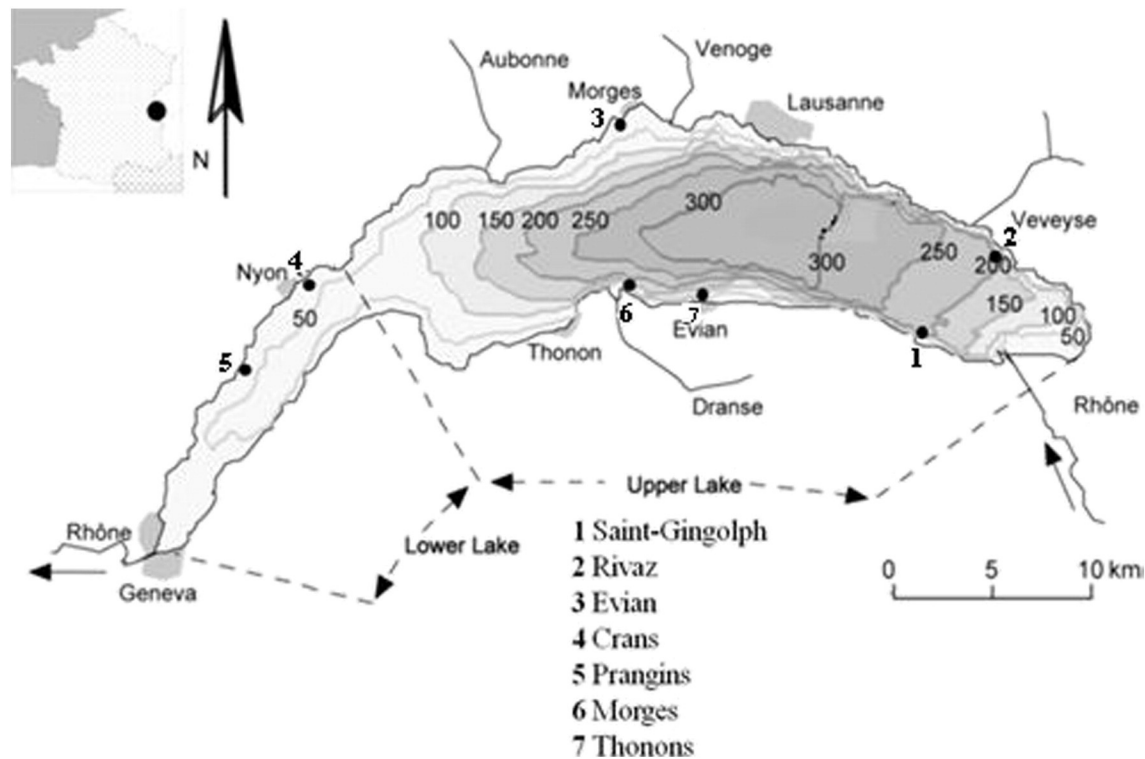 Aubonne
Venoge
Morges
3
Lausanne
N
100
150
200
250
300
2
Veveyse
4
Nyon
50
300
250
200
150
100
50
6
7
Evian
Thonon
1
5
Dranse
Rhône
Upper Lake
Lower Lake
Rhône
Geneva
1 Saint-Gingolph
2 Rivaz
3 Evian
4 Crans
5 Prangins
6 Morges
7 Thonons
0 5 10 km